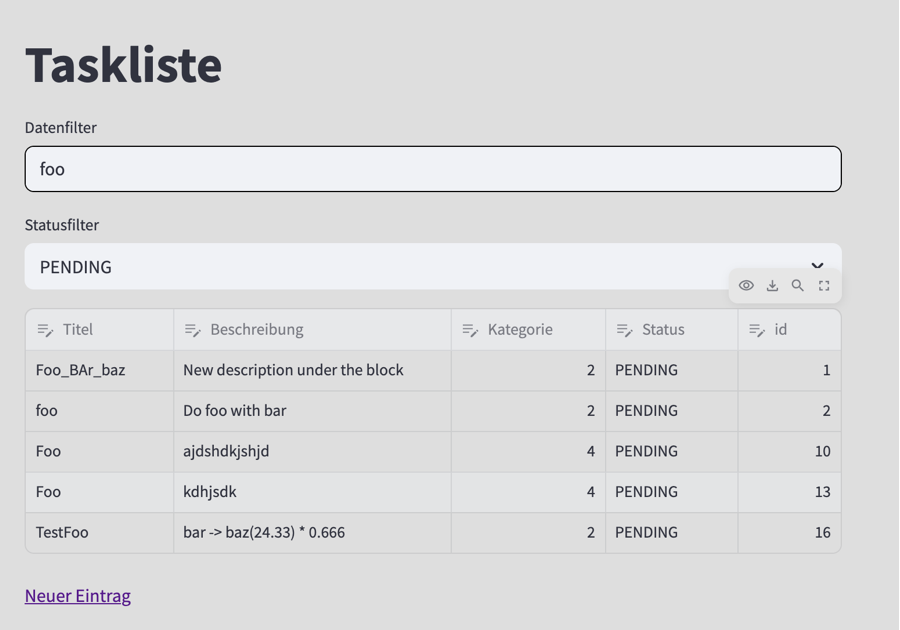 Taskliste
Datenfilter
foo
Statusfilter
PENDING
Titel Beschreibung Kategorie Status id
Foo_BAr_baz New description under the block 2 PENDING 1
foo Do foo with bar 2 PENDING 2
Foo ajdshdkjshjd 4 PENDING 10
Foo kdhjsdk 4 PENDING 13
TestFoo bar -> baz(24.33) * 0.666 2 PENDING 16
Neuer Eintrag